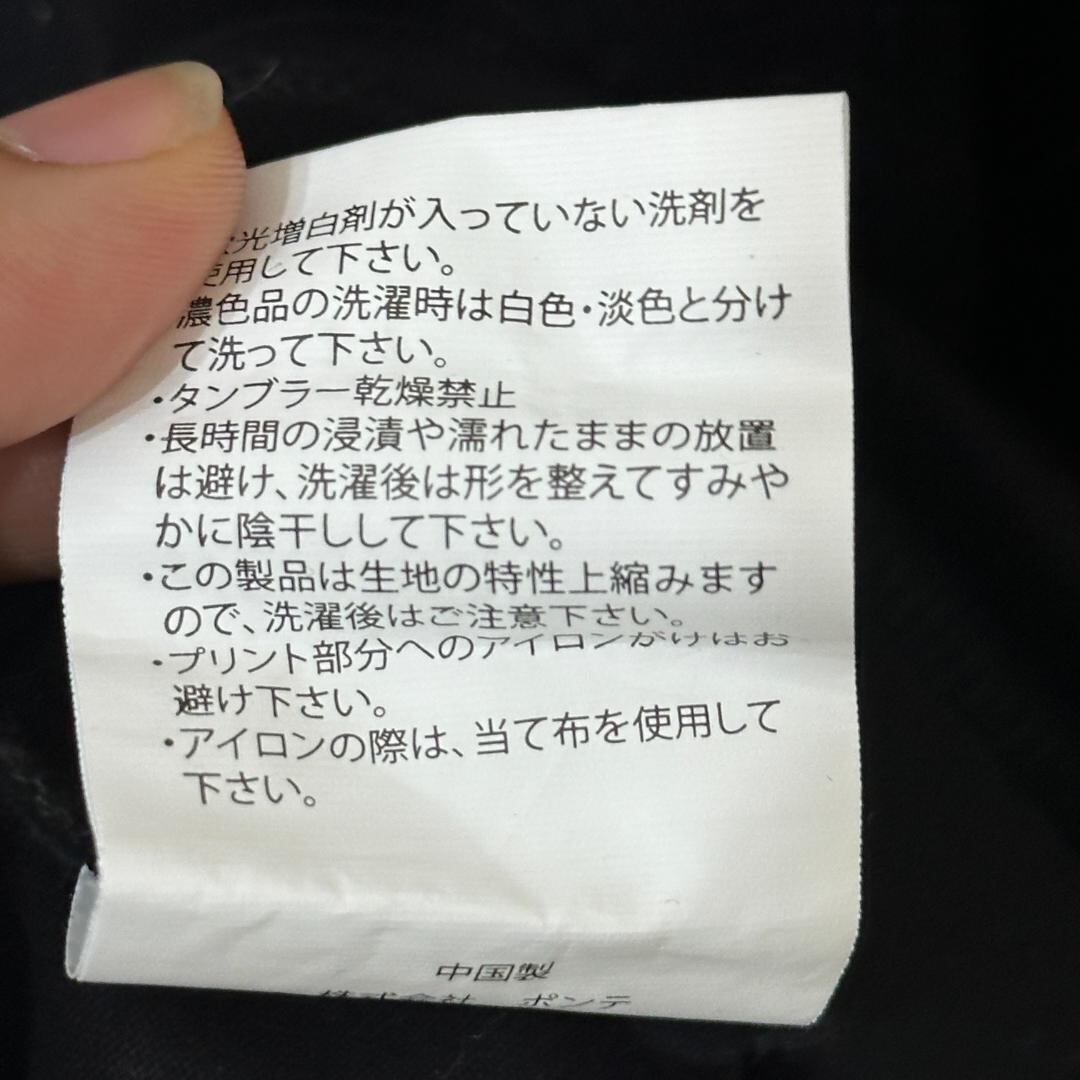 光増白剤が入っていない洗剤を
使用して下さい。
濃色品の洗濯時は白色・淡色と分け
て洗って下さい。
・タンブラー乾燥禁止
・長時間の浸漬や濡れたままの放置
は避け、洗濯後は形を整えてすみや
かに陰干しして下さい。
・この製品は生地の特性上縮みます
ので、洗濯後はご注意下さい。
・プリント部分へのアイロンがけはお
避け下さい。
・アイロンの際は、当て布を使用して
下さい。
中国製
株式会社 ポンテ